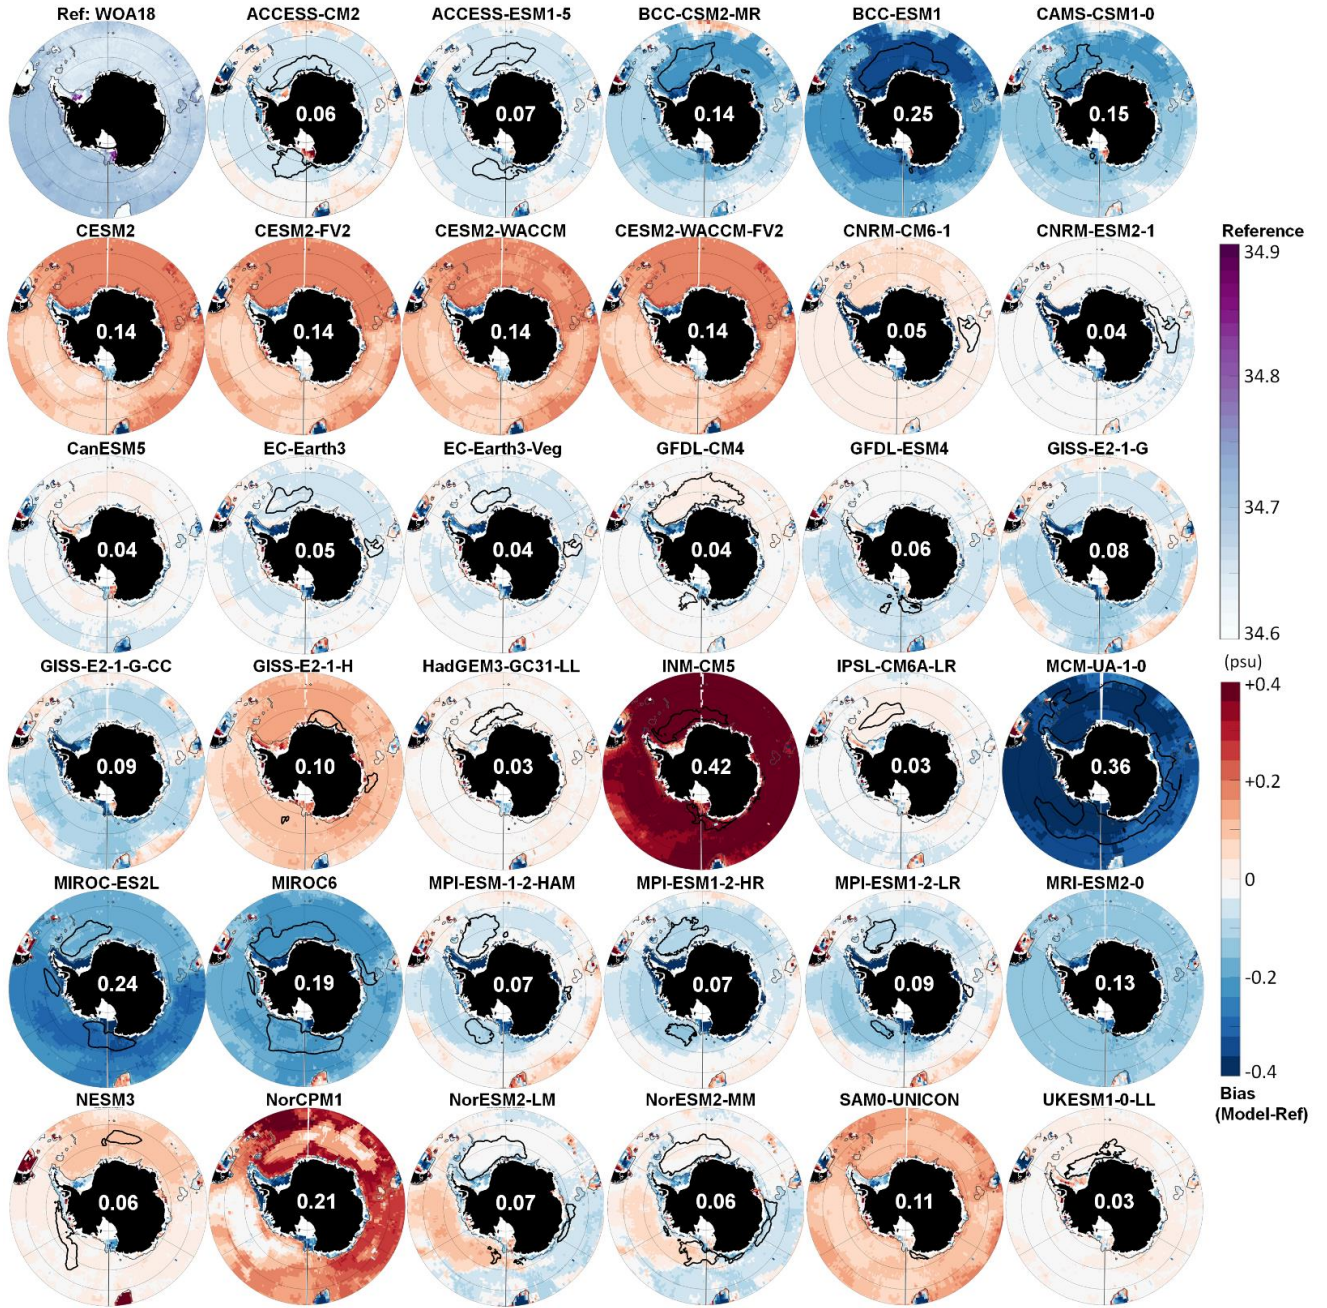 Ref: WOA18 ACCESS-CM2 ACCESS-ESM1-5 BCC-CSM2-MR BCC-ESM1 CAMS-CSM1-0
0.06 0.07 0.14 0.25 0.15
CESM2 CESM2-FV2 CESM2-WACCM CESM2-WACCM-FV2 CNRM-CM6-1 CNRM-ESM2-1
0.14 0.14 0.14 0.14 0.05 0.04
CanESM5 EC-Earth3 EC-Earth3-Veg GFDL-CM4 GFDL-ESM4 GISS-E2-1-G
0.04 0.05 0.04 0.04 0.06 0.08
GISS-E2-1-G-CC GISS-E2-1-H HadGEM3-GC31-LL INM-CM5 IPSL-CM6A-LR MCM-UA-1-0
0.09 0.10 0.03 0.42 0.03 0.36
MIROC-ES2L MIROC6 MPI-ESM-1-2-HAM MPI-ESM1-2-HR MPI-ESM1-2-LR MRI-ESM2-0
0.24 0.19 0.07 0.07 0.09 0.13
NESM3 NorCPM1 NorESM2-LM NorESM2-MM SAM0-UNICON UKESM1-0-LL
0.06 0.21 0.07 0.06 0.11 0.03
Reference
34.9
34.8
34.7
34.6
(psu)
+0.4
+0.2
0
-0.2
-0.4
Bias
(Model-Ref)